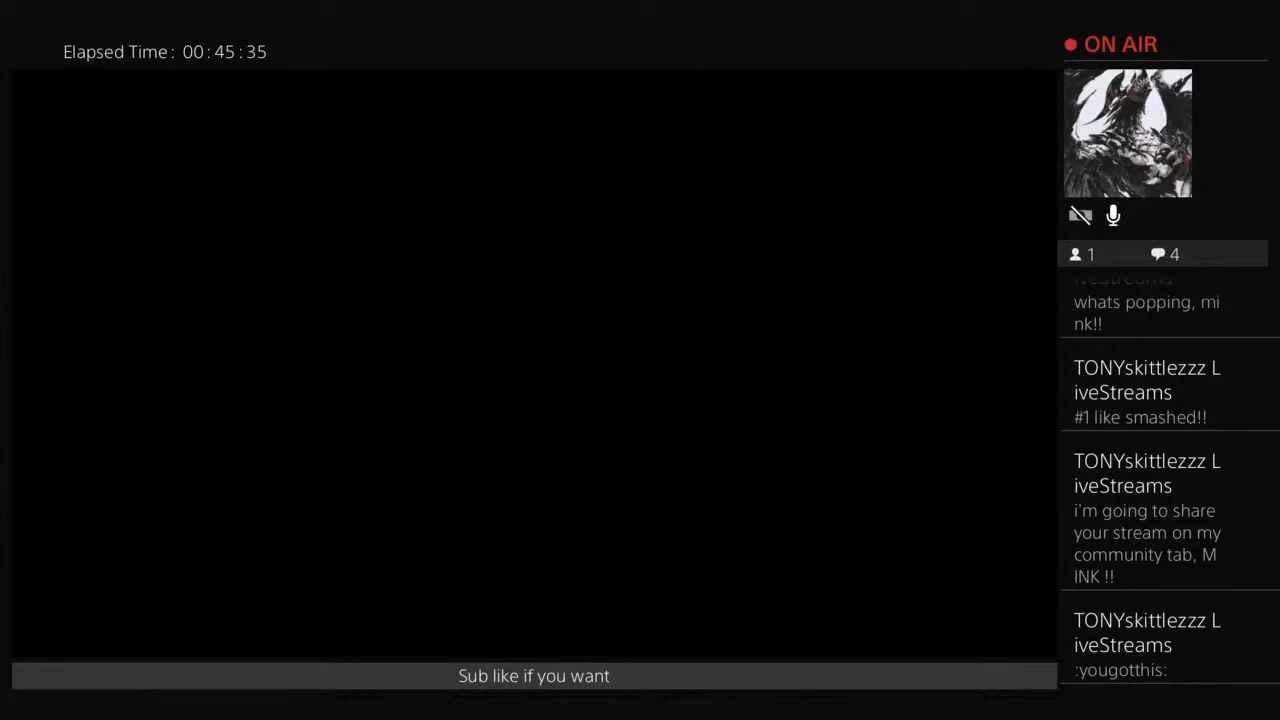 Elapsed Time: 00:45:35
ON AIR
1 4
whats popping, mi
nk!!
TONYskittlezzz L
iveStreams
#1 like smashed!!
TONYskittlezzz L
iveStreams
i'm going to share
your stream on my
community tab, M
INK !!
TONYskittlezzz L
iveStreams
:yougotthis:
Sub like if you want